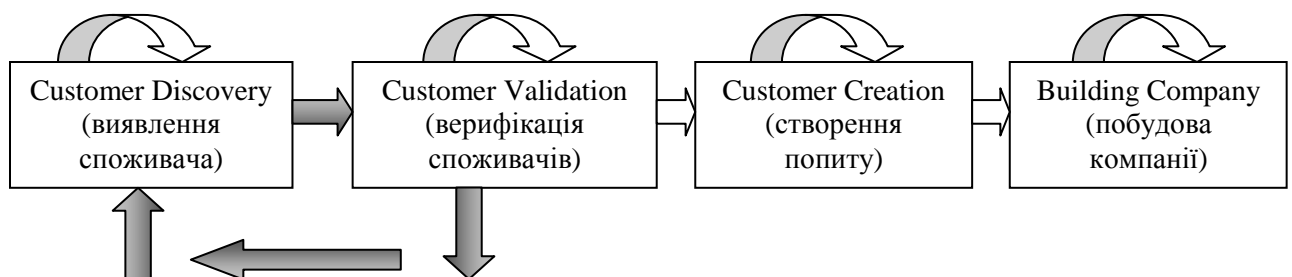 Customer Discovery
(виявлення
споживача)
Customer Validation
(верифікація
споживачів)
Customer Creation
(створення
попиту)
Building Company
(побудова
компанії)